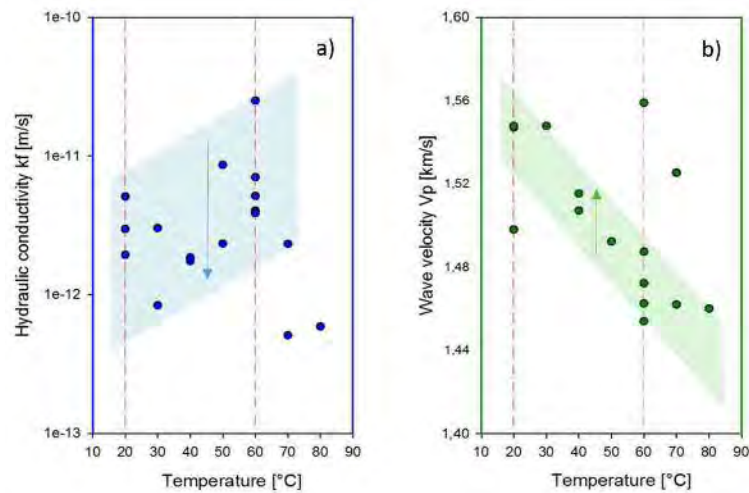 a)
Hydraulic conductivity kf [m/s]
1e-10
1e-11
1e-12
1e-13
10 20 30 40 50 60 70 80 90
Temperature [°C]
b)
Wave velocity Vp [km/s]
1,60
1,56
1,52
1,48
1,44
1,40
10 20 30 40 50 60 70 80 90
Temperature [°C]